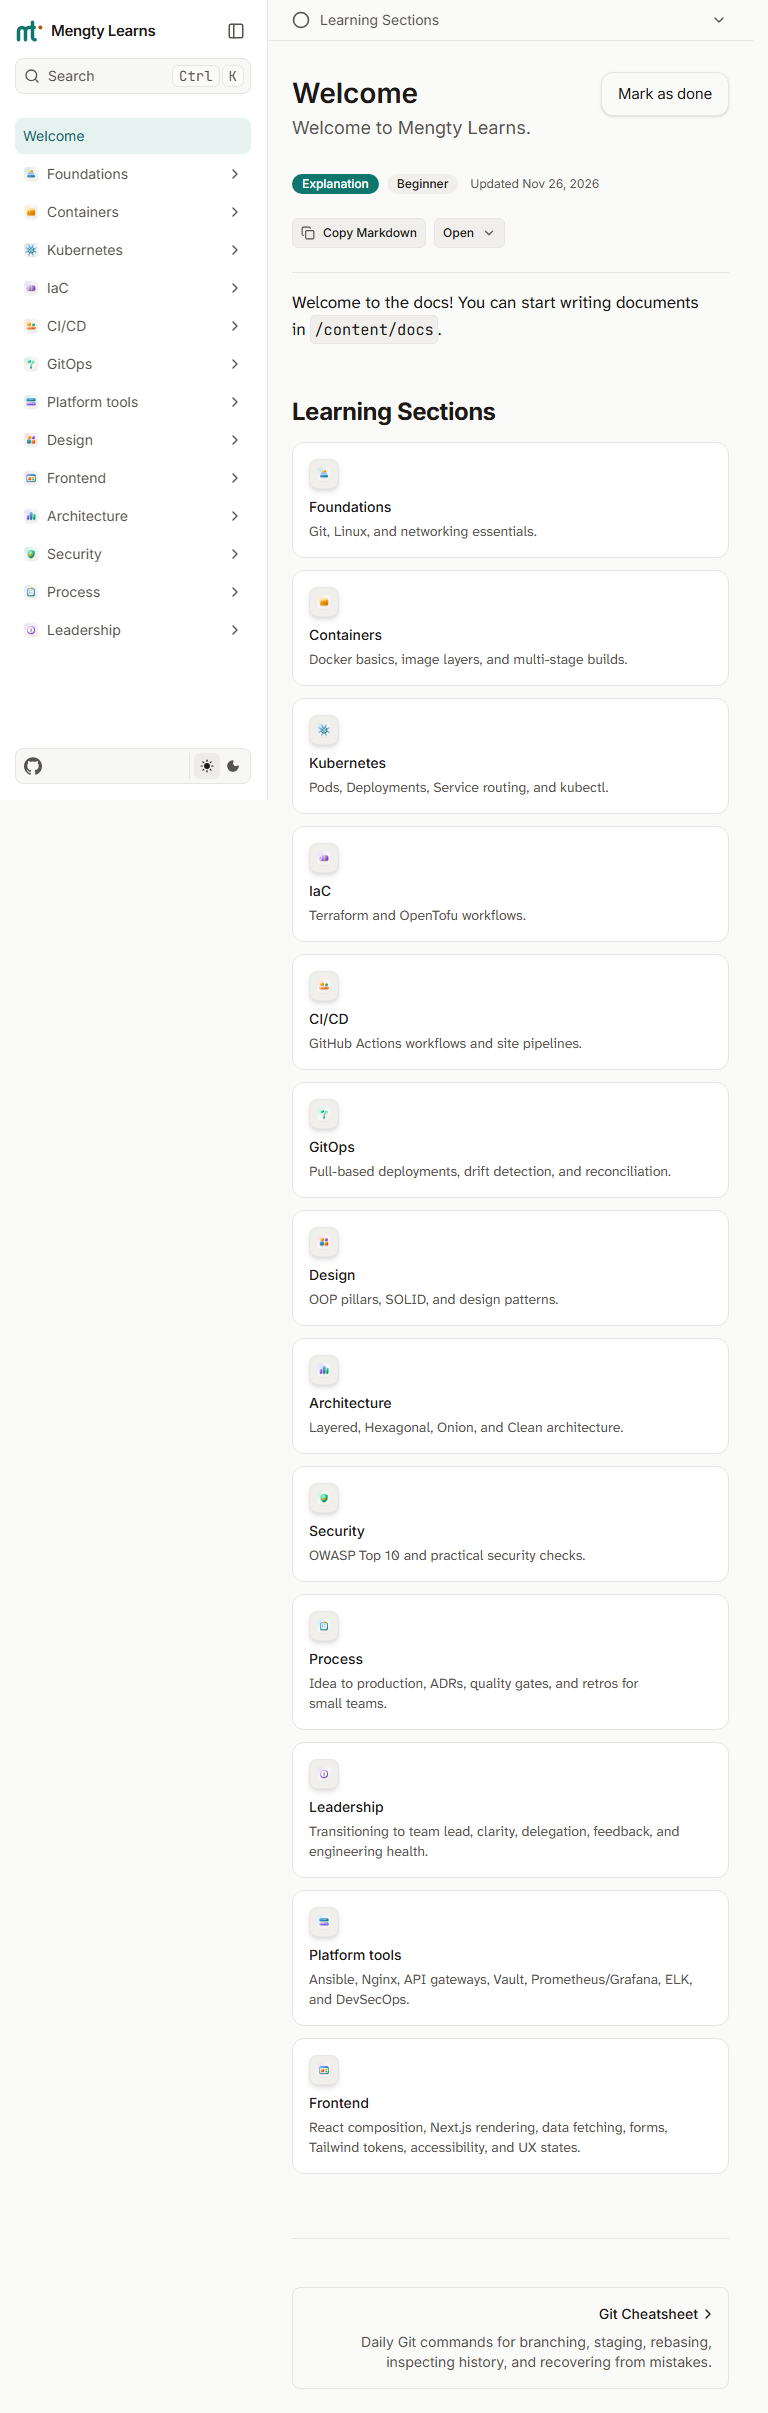 mt
Mengty Learns
Search
Ctrl K
Welcome
Foundations
Containers
Kubernetes
IaC
CI/CD
GitOps
Platform tools
Design
Frontend
Architecture
Security
Process
Leadership
Learning Sections
Welcome
Mark as done
Welcome to Mengty Learns.
Explanation Beginner Updated Nov 26, 2026
Copy Markdown Open
Welcome to the docs! You can start writing documents
in /content/docs.
Learning Sections
Foundations
Git, Linux, and networking essentials.
Containers
Docker basics, image layers, and multi-stage builds.
Kubernetes
Pods, Deployments, Service routing, and kubectl.
IaC
Terraform and OpenTofu workflows.
CI/CD
GitHub Actions workflows and site pipelines.
GitOps
Pull-based deployments, drift detection, and reconciliation.
Design
OOP pillars, SOLID, and design patterns.
Architecture
Layered, Hexagonal, Onion, and Clean architecture.
Security
OWASP Top 10 and practical security checks.
Process
Idea to production, ADRs, quality gates, and retros for
small teams.
Leadership
Transitioning to team lead, clarity, delegation, feedback, and
engineering health.
Platform tools
Ansible, Nginx, API gateways, Vault, Prometheus/Grafana, ELK,
and DevSecOps.
Frontend
React composition, Next.js rendering, data fetching, forms,
Tailwind tokens, accessibility, and UX states.
Git Cheatsheet
Daily Git commands for branching, staging, rebasing,
inspecting history, and recovering from mistakes.